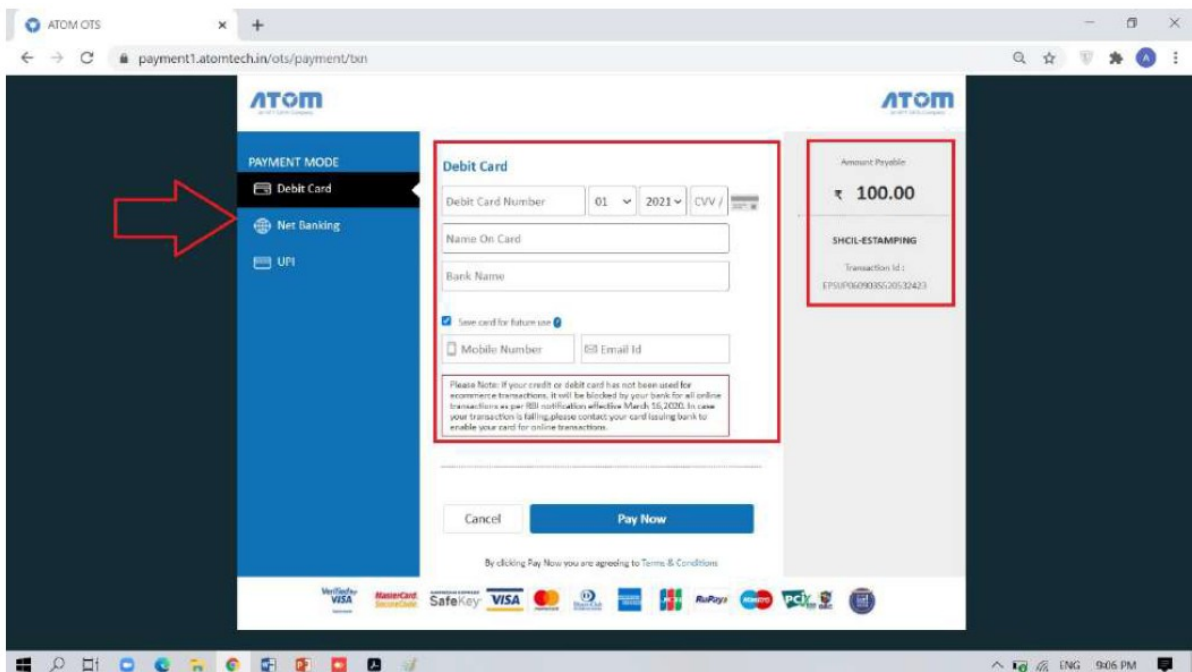 ATOM OTS
payment1.atomtech.in/ots/payment/txn
ATOM
ATOM
PAYMENT MODE
Debit Card
Net Banking
UPI
Debit Card
Debit Card Number 01 2021 CVV /
Name On Card
Bank Name
Save card for future use
Mobile Number Email Id
Please Note: If your credit or debit card has not been used for
ecommerce transactions, it will be blocked by your bank for all online
transactions as per RBI notification effective March 16,2020. In case
your transaction is failing,please contact your card issuing bank to
enable your card for online transactions.
Cancel Pay Now
By clicking Pay Now you are agreeing to Terms & Conditions
Amount Payable
₹ 100.00
SHCIL-ESTAMPING
Transaction Id :
Verified by
VISA
MasterCard
SecureCode
SafeKey VISA RuPay PCI
ENG 9:06 PM